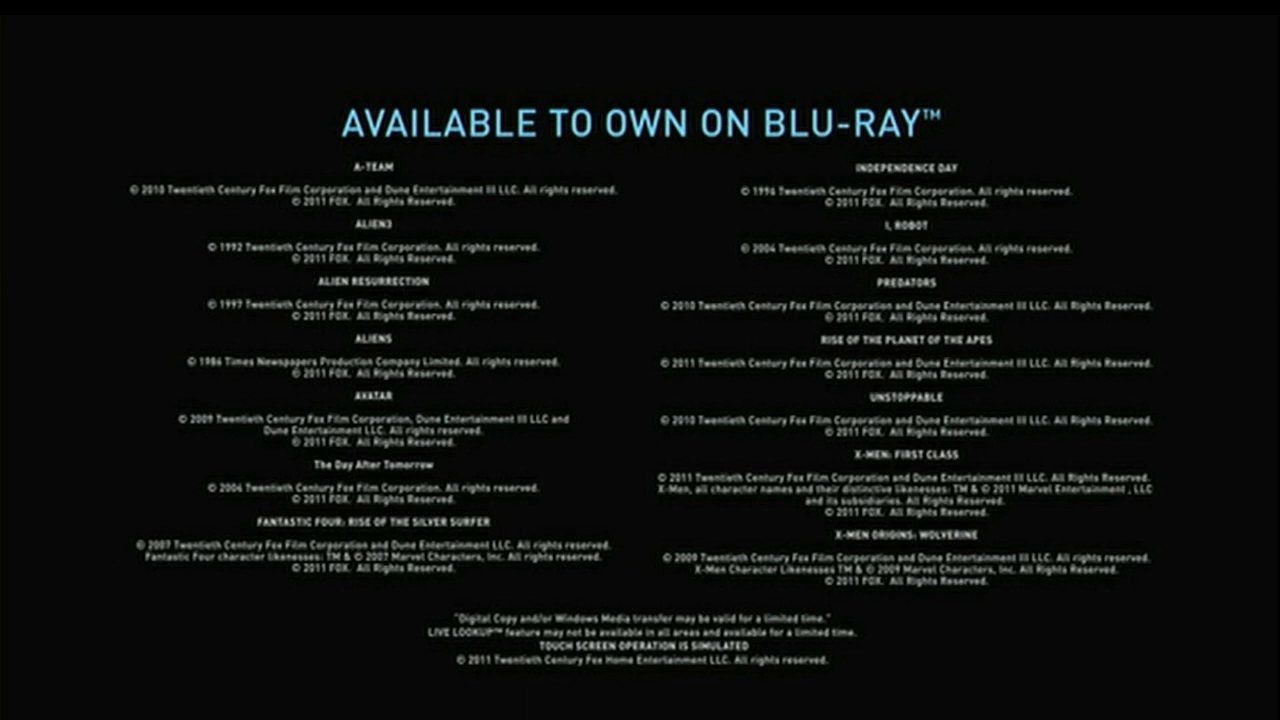 AVAILABLE TO OWN ON BLU-RAY™
A-TEAM
© 2010 Twentieth Century Fox Film Corporation and Dune Entertainment III LLC. All rights reserved.
© 2011 FOX. All Rights Reserved.
ALIEN3
© 1992 Twentieth Century Fox Film Corporation. All rights reserved.
© 2011 FOX. All Rights Reserved.
ALIEN RESURRECTION
© 1997 Twentieth Century Fox Film Corporation. All rights reserved.
© 2011 FOX. All Rights Reserved.
ALIENS
© 1986 Times Newspapers Production Company Limited. All rights reserved.
© 2011 FOX. All Rights Reserved.
AVATAR
© 2009 Twentieth Century Fox Film Corporation, Dune Entertainment III LLC and
Dune Entertainment LLC. All rights reserved.
© 2011 FOX. All Rights Reserved.
The Day After Tomorrow
© 2004 Twentieth Century Fox Film Corporation. All rights reserved.
© 2011 FOX. All Rights Reserved.
FANTASTIC FOUR: RISE OF THE SILVER SURFER
© 2007 Twentieth Century Fox Film Corporation and Dune Entertainment LLC. All rights reserved.
Fantastic Four character likenesses: TM & © 2007 Marvel Characters, Inc. All rights reserved.
© 2011 FOX. All Rights Reserved.
INDEPENDENCE DAY
© 1996 Twentieth Century Fox Film Corporation. All rights reserved.
© 2011 FOX. All Rights Reserved.
I, ROBOT
© 2004 Twentieth Century Fox Film Corporation. All rights reserved.
© 2011 FOX. All Rights Reserved.
PREDATORS
© 2010 Twentieth Century Fox Film Corporation and Dune Entertainment III LLC. All Rights Reserved.
© 2011 FOX. All Rights Reserved.
RISE OF THE PLANET OF THE APES
© 2011 Twentieth Century Fox Film Corporation and Dune Entertainment III LLC. All Rights Reserved.
© 2011 FOX. All Rights Reserved.
UNSTOPPABLE
© 2010 Twentieth Century Fox Film Corporation and Dune Entertainment III LLC. All Rights Reserved.
© 2011 FOX. All Rights Reserved.
X-MEN: FIRST CLASS
© 2011 Twentieth Century Fox Film Corporation and Dune Entertainment III LLC. All Rights Reserved.
X-Men, all character names and their distinctive likenesses: TM & © 2011 Marvel Entertainment , LLC
and its subsidiaries. All Rights Reserved.
© 2011 FOX. All Rights Reserved.
X-MEN ORIGINS: WOLVERINE
© 2009 Twentieth Century Fox Film Corporation and Dune Entertainment III LLC. All Rights Reserved.
X-Men Character Likenesses TM & © 2009 Marvel Characters, Inc. All Rights Reserved.
© 2011 FOX. All Rights Reserved.
"Digital Copy and/or Windows Media transfer may be valid for a limited time."
LIVE LOOKUP™ feature may not be available in all areas and available for a limited time.
TOUCH SCREEN OPERATION IS SIMULATED
© 2011 Twentieth Century Fox Home Entertainment LLC. All rights reserved.